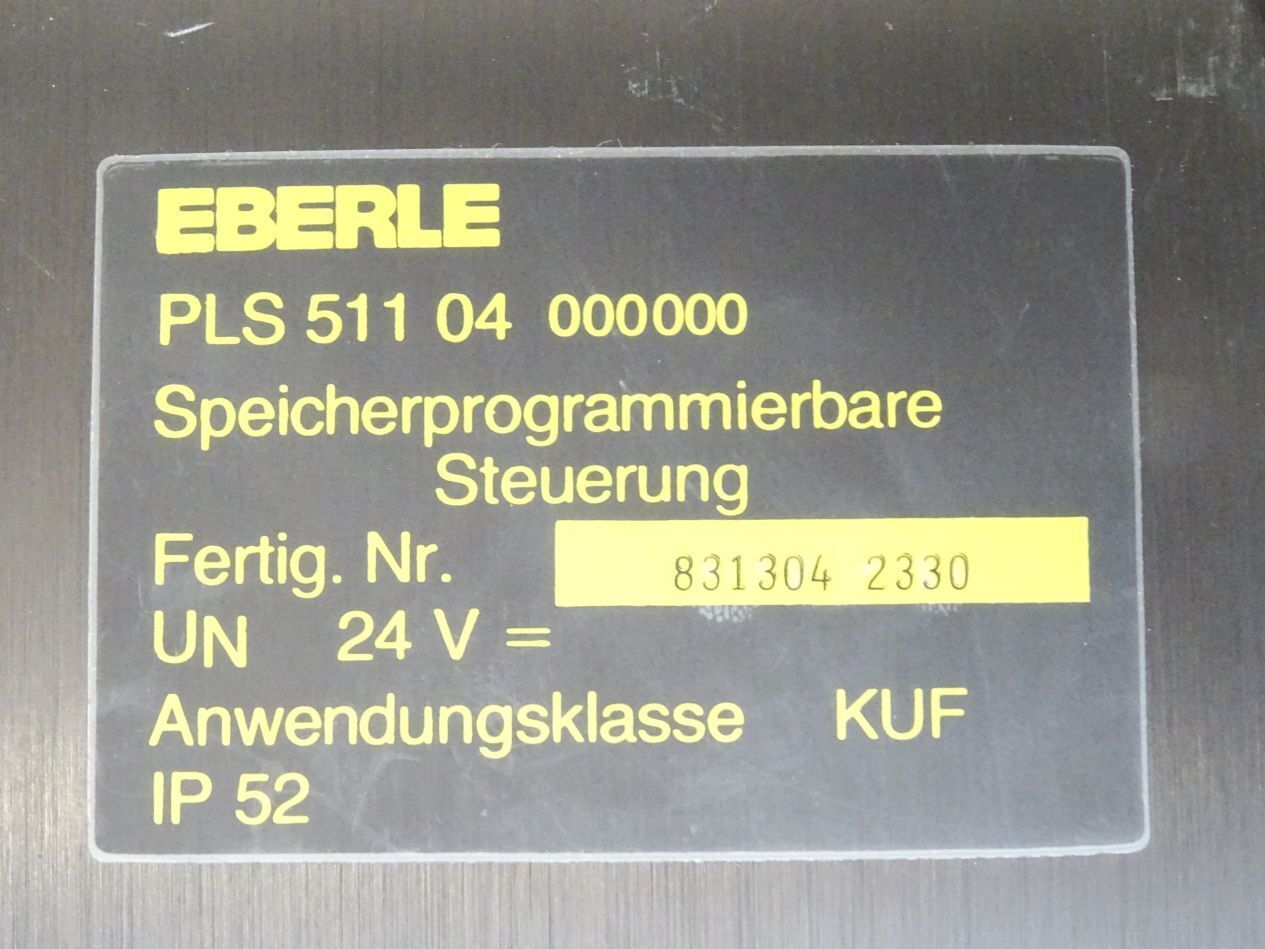 EBERLE
PLS 511 04 000000
Speicherprogrammierbare
Steuerung
Fertig. Nr. 831304 2330
UN 24 V =
Anwendungsklasse KUF
IP 52